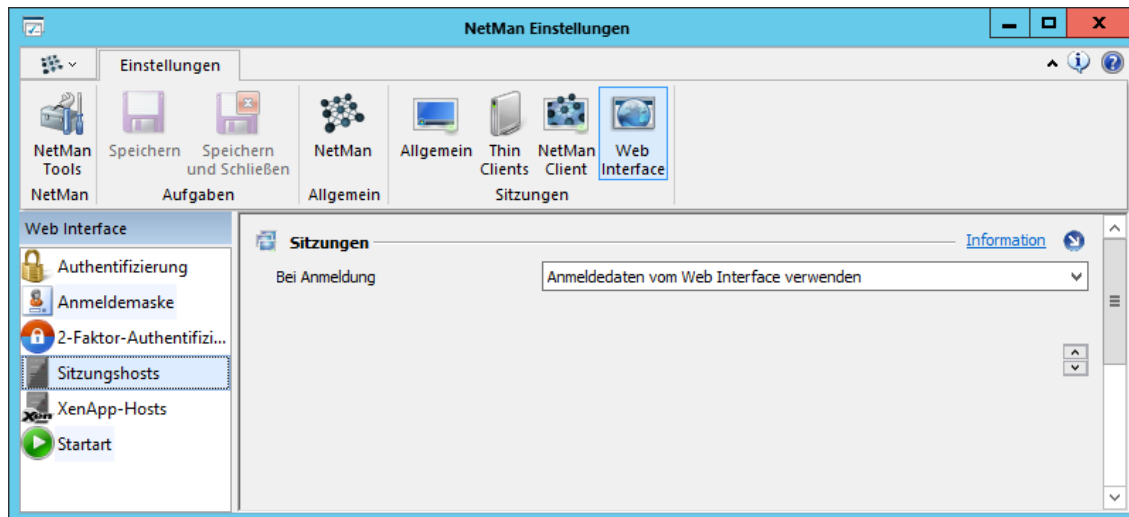 NetMan Einstellungen
Einstellungen
NetMan Tools
Speichern
Speichern und Schließen
NetMan
Allgemein
Thin Clients
NetMan Client
Web Interface
NetMan
Aufgaben
Allgemein
Sitzungen
Web Interface
Authentifizierung
Anmeldemaske
2-Faktor-Authentifizi...
Sitzungshosts
Xen XenApp-Hosts
Startart
Sitzungen
Information
Bei Anmeldung
Anmeldedaten vom Web Interface verwenden